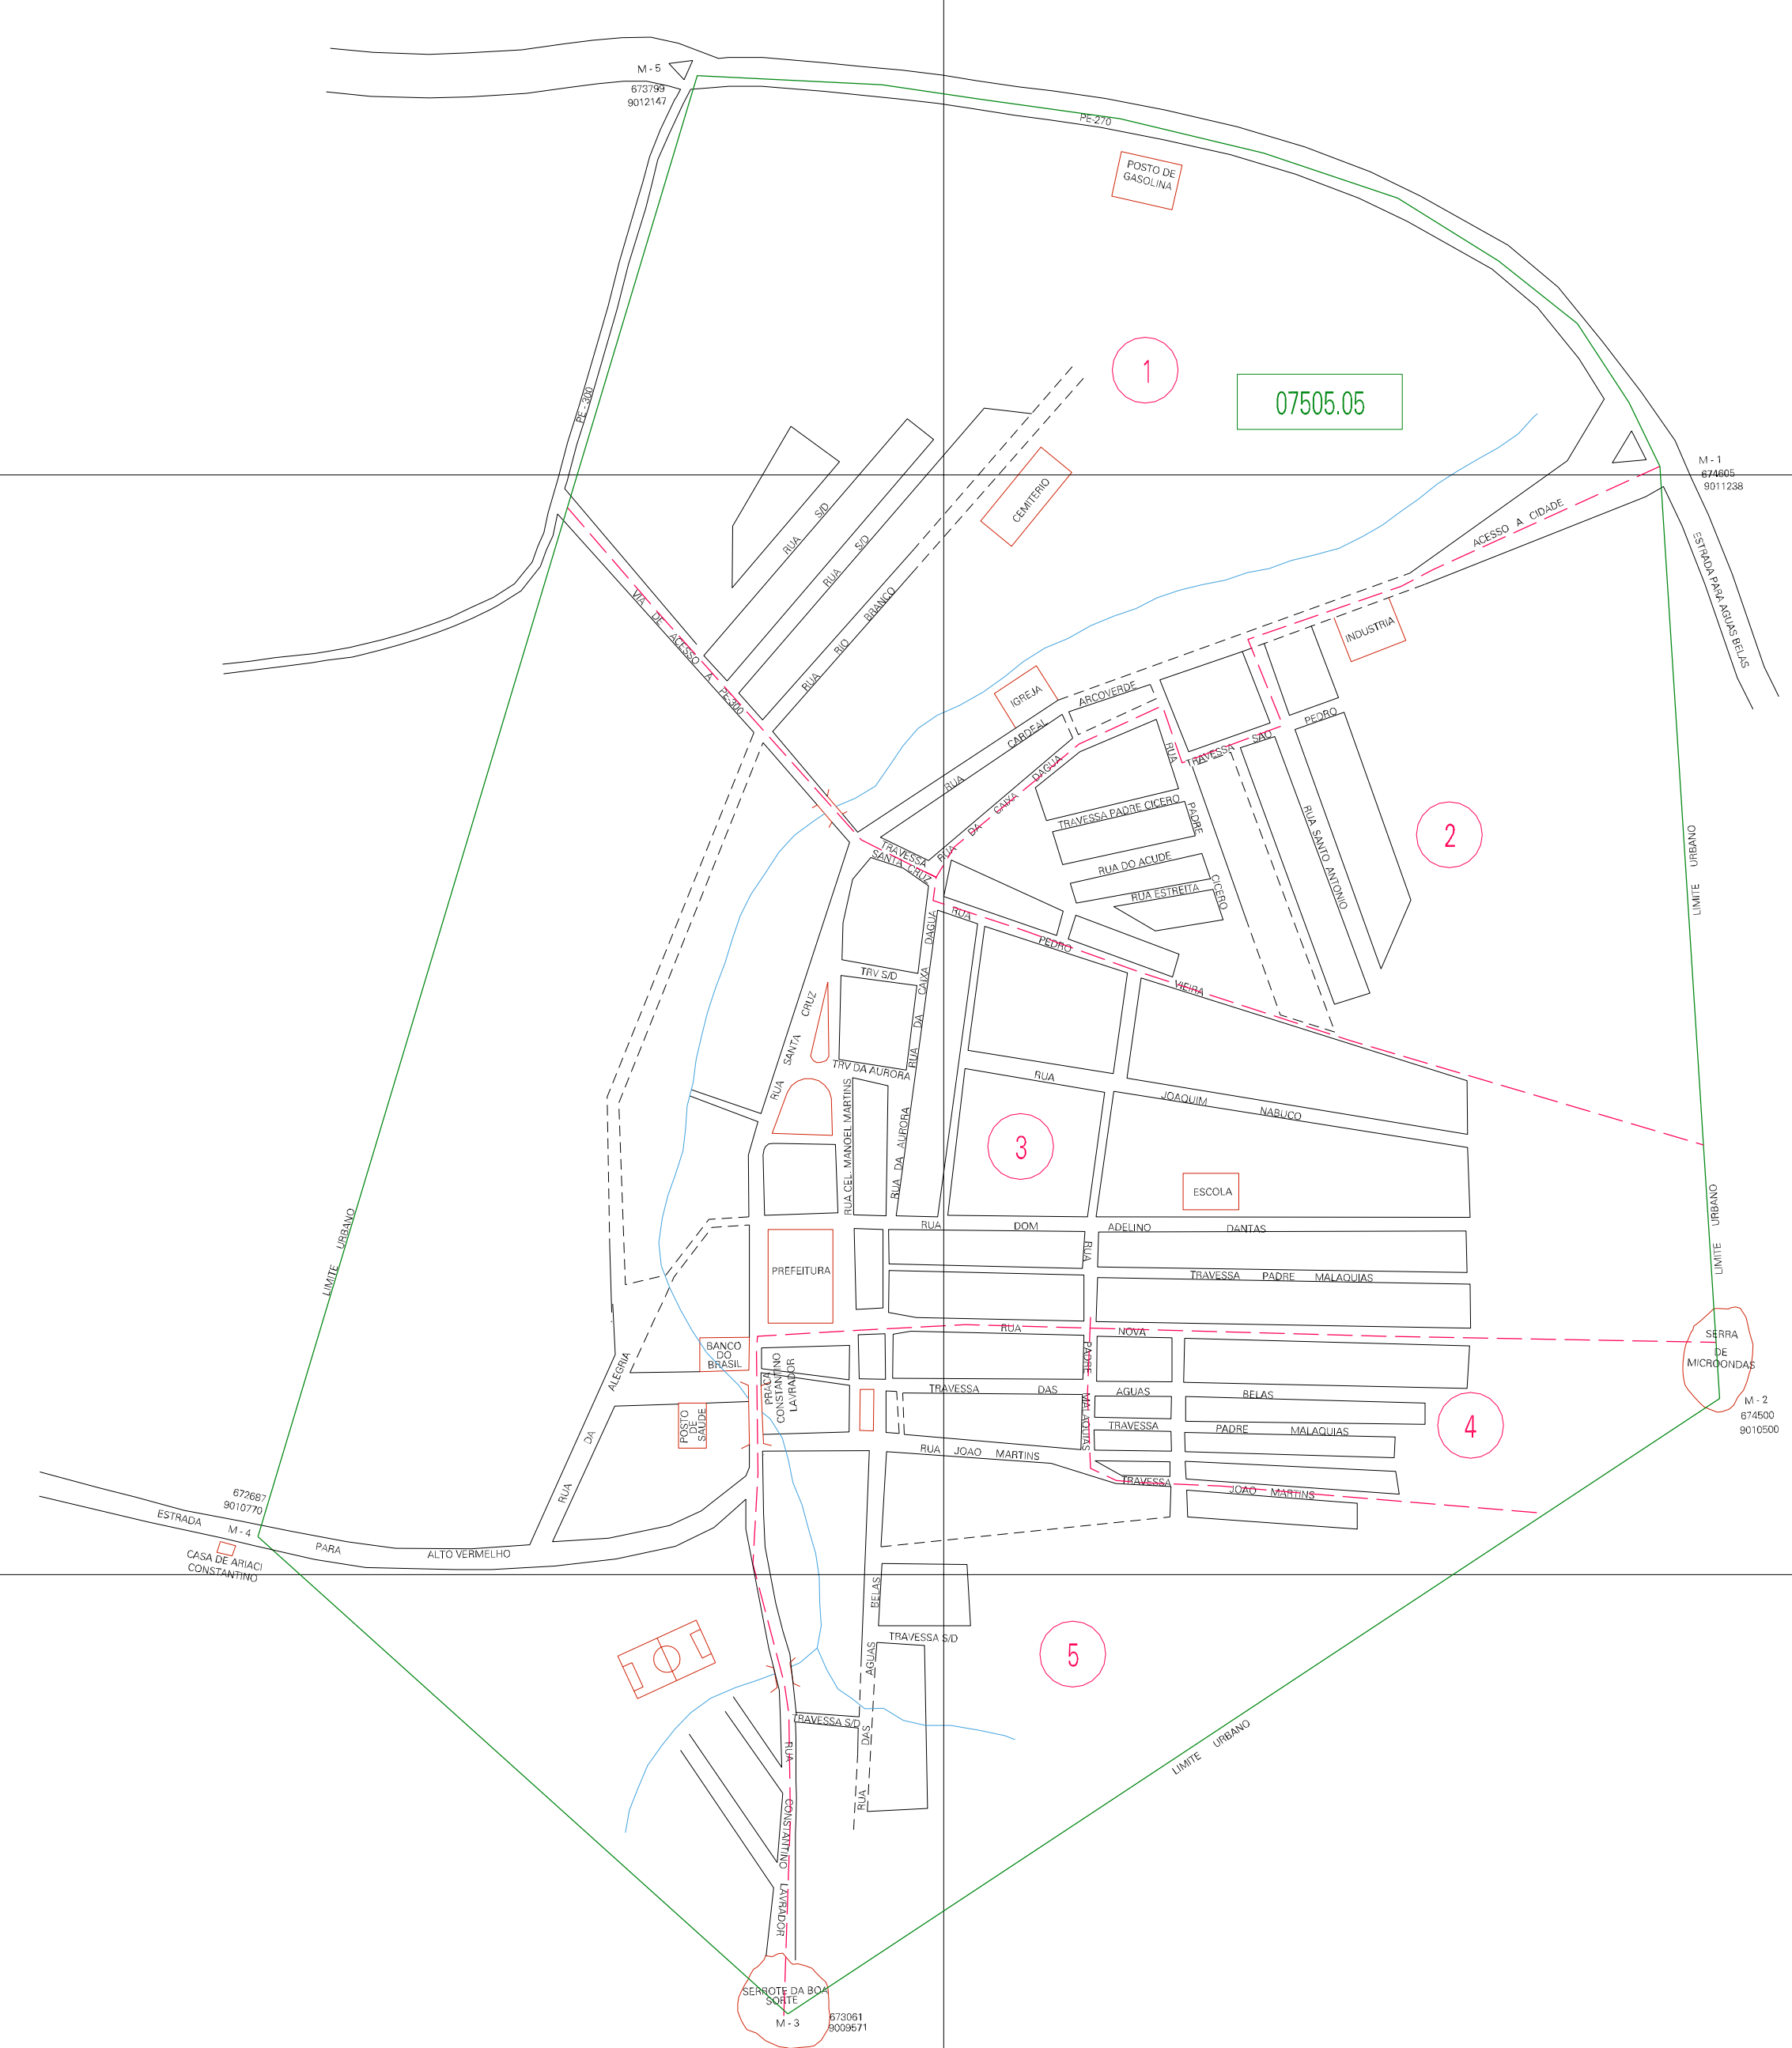 M - 5
673799
9012147
PE-270
POSTO DE
GASOLINA
1
07505.05
PE - 300
M - 1
674605
9011238
ACESSO A CIDADE
ESTRADA PARA AGUAS BELAS
CEMITERIO
RUA S/D
RUA S/D
RUA RIO BRANCO
VIA DE ACESSO A PE-300
INDUSTRIA
IGREJA
ARCOVERDE
RUA CARDEAL
TRAVESSA SAO PEDRO
RUA DA CAIXA DAGUA
RUA PADRE CICERO
TRAVESSA PADRE CICERO
RUA DO ACUDE
RUA ESTREITA
RUA SANTO ANTONIO
2
LIMITE URBANO
TRAVESSA
SANTA CRUZ
RUA PEDRO VIEIRA
TRV S/D
RUA DA CAIXA DAGUA
RUA SANTA CRUZ
TRV DA AURORA
RUA CEL. MANOEL MARTINS
RUA DA AURORA
RUA JOAQUIM NABUCO
3
ESCOLA
LIMITE URBANO
LIMITE URBANO
RUA DOM ADELINO DANTAS
PREFEITURA
TRAVESSA PADRE MALAQUIAS
RUA NOVA
RUA PADRE MALAQUIAS
SERRA
DE
MICROONDAS
M - 2
674500
9010500
BANCO
DO
BRASIL
PRACA
CONSTANTINO
LAVRADOR
RUA DA ALEGRIA
POSTO
DE
SAUDE
TRAVESSA DAS AGUAS BELAS
TRAVESSA PADRE MALAQUIAS
4
RUA JOAO MARTINS
TRAVESSA JOAO MARTINS
672687
9010770
M - 4
ESTRADA PARA ALTO VERMELHO
CASA DE ARIACI
CONSTANTINO
RUA DAS AGUAS BELAS
TRAVESSA S/D
5
TRAVESSA S/D
LIMITE URBANO
RUA CONSTANTINO LAVRADOR
SERROTE DA BOA
SORTE
M - 3
673061
9009571